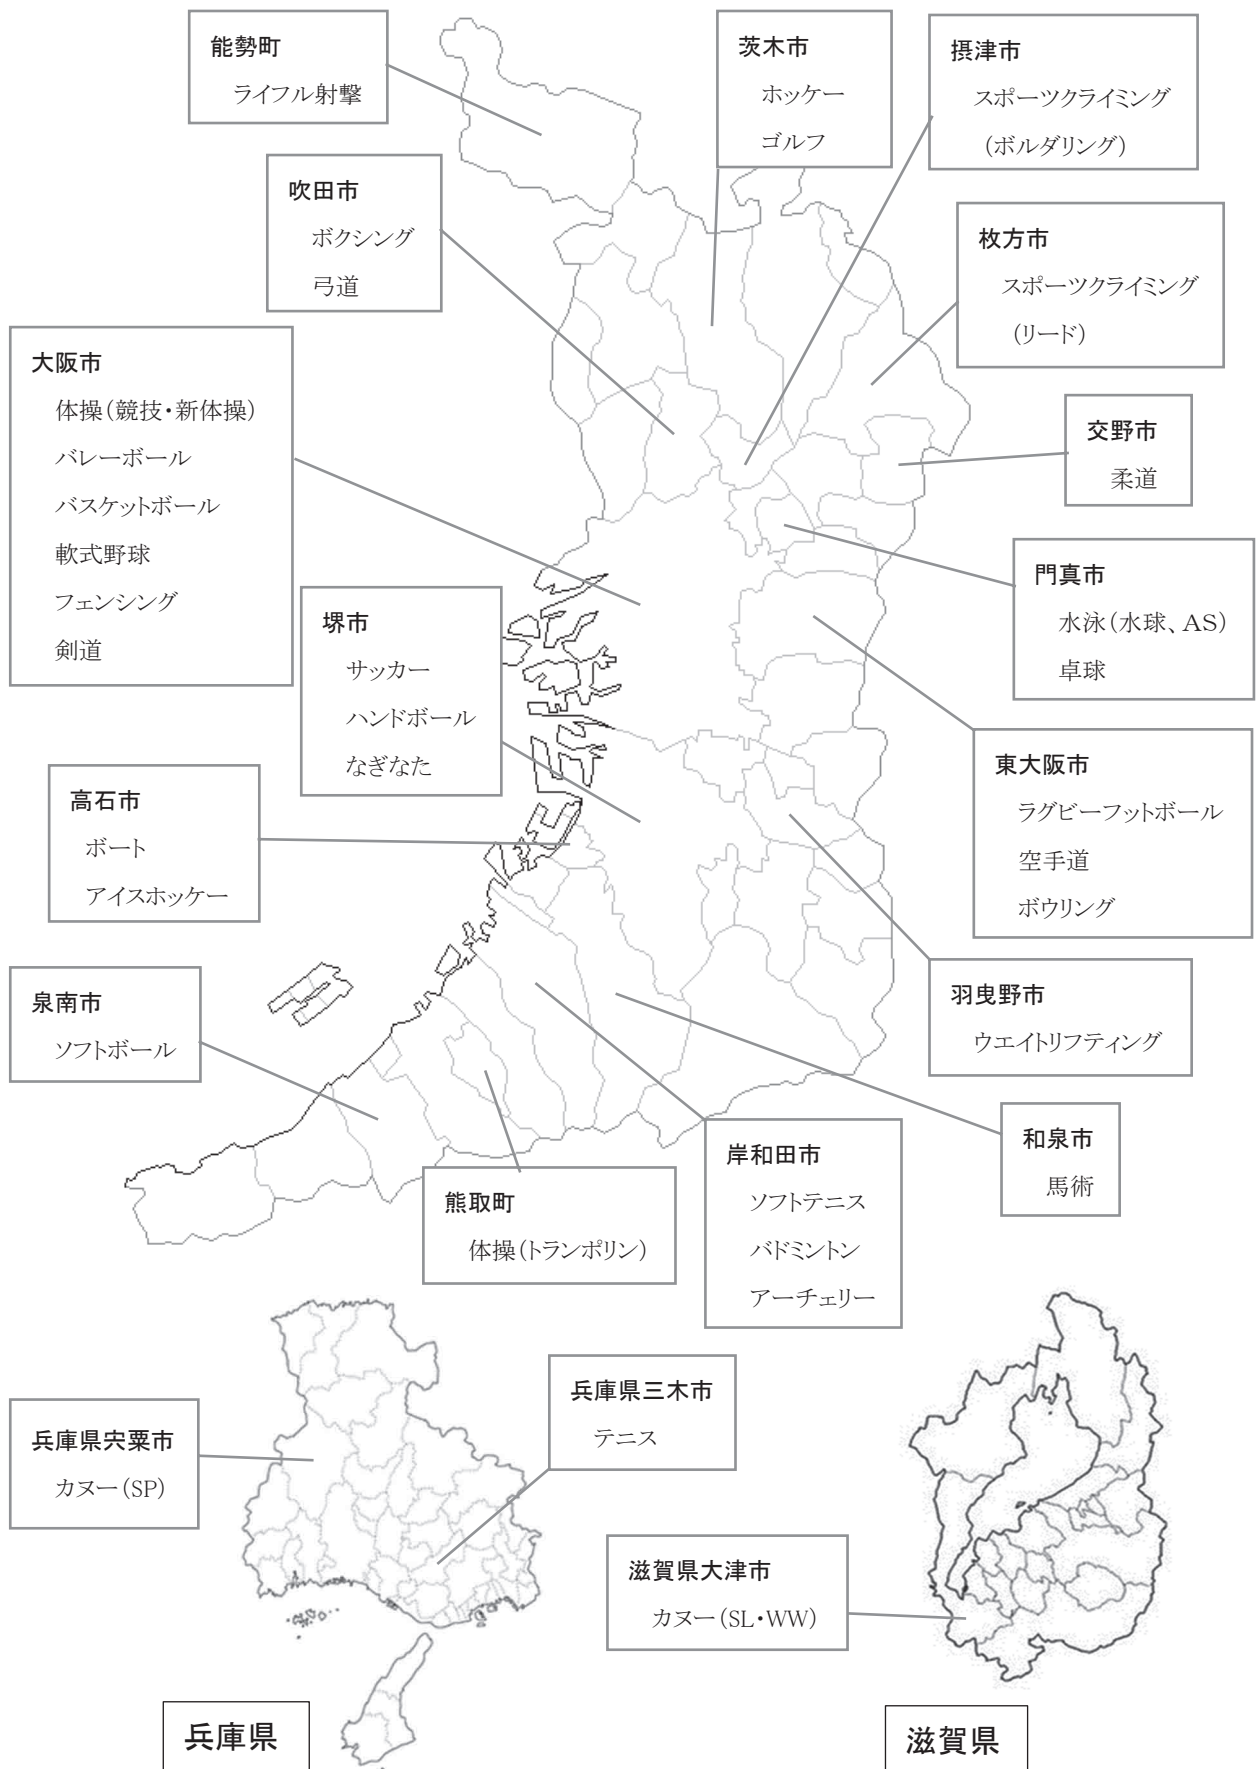 能勢町
ライフル射撃
茨木市
ホッケー
ゴルフ
摂津市
スポーツクライミング
(ボルダリング)
吹田市
ボクシング
弓道
枚方市
スポーツクライミング
(リード)
大阪市
体操(競技・新体操)
バレーボール
バスケットボール
軟式野球
フェンシング
剣道
交野市
柔道
門真市
水泳(水球、AS)
卓球
堺市
サッカー
ハンドボール
なぎなた
東大阪市
ラグビーフットボール
空手道
ボウリング
高石市
ボート
アイスホッケー
羽曳野市
ウエイトリフティング
泉南市
ソフトボール
和泉市
馬術
岸和田市
ソフトテニス
バドミントン
アーチェリー
熊取町
体操(トランポリン)
兵庫県三木市
テニス
兵庫県宍粟市
カヌー(SP)
滋賀県大津市
カヌー(SL・WW)
兵庫県
滋賀県